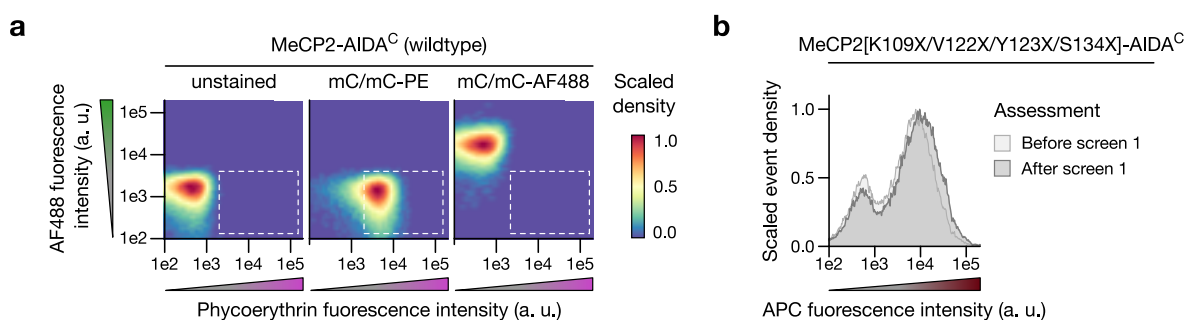 a
MeCP2-AIDA^C (wildtype)
unstained
mC/mC-PE
mC/mC-AF488
Scaled
density
AF488 fluorescence
intensity (a. u.)
1e5
1e4
1e3
1e2
1e2 1e3 1e4 1e5
1e3 1e4 1e5
1e3 1e4 1e5
1.0
0.5
0.0
Phycoerythrin fluorescence intensity (a. u.)
b
MeCP2[K109X/V122X/Y123X/S134X]-AIDA^C
Scaled event density
1.0
0.5
0.0
1e2 1e3 1e4 1e5
APC fluorescence intensity (a. u.)
Assessment
Before screen 1
After screen 1